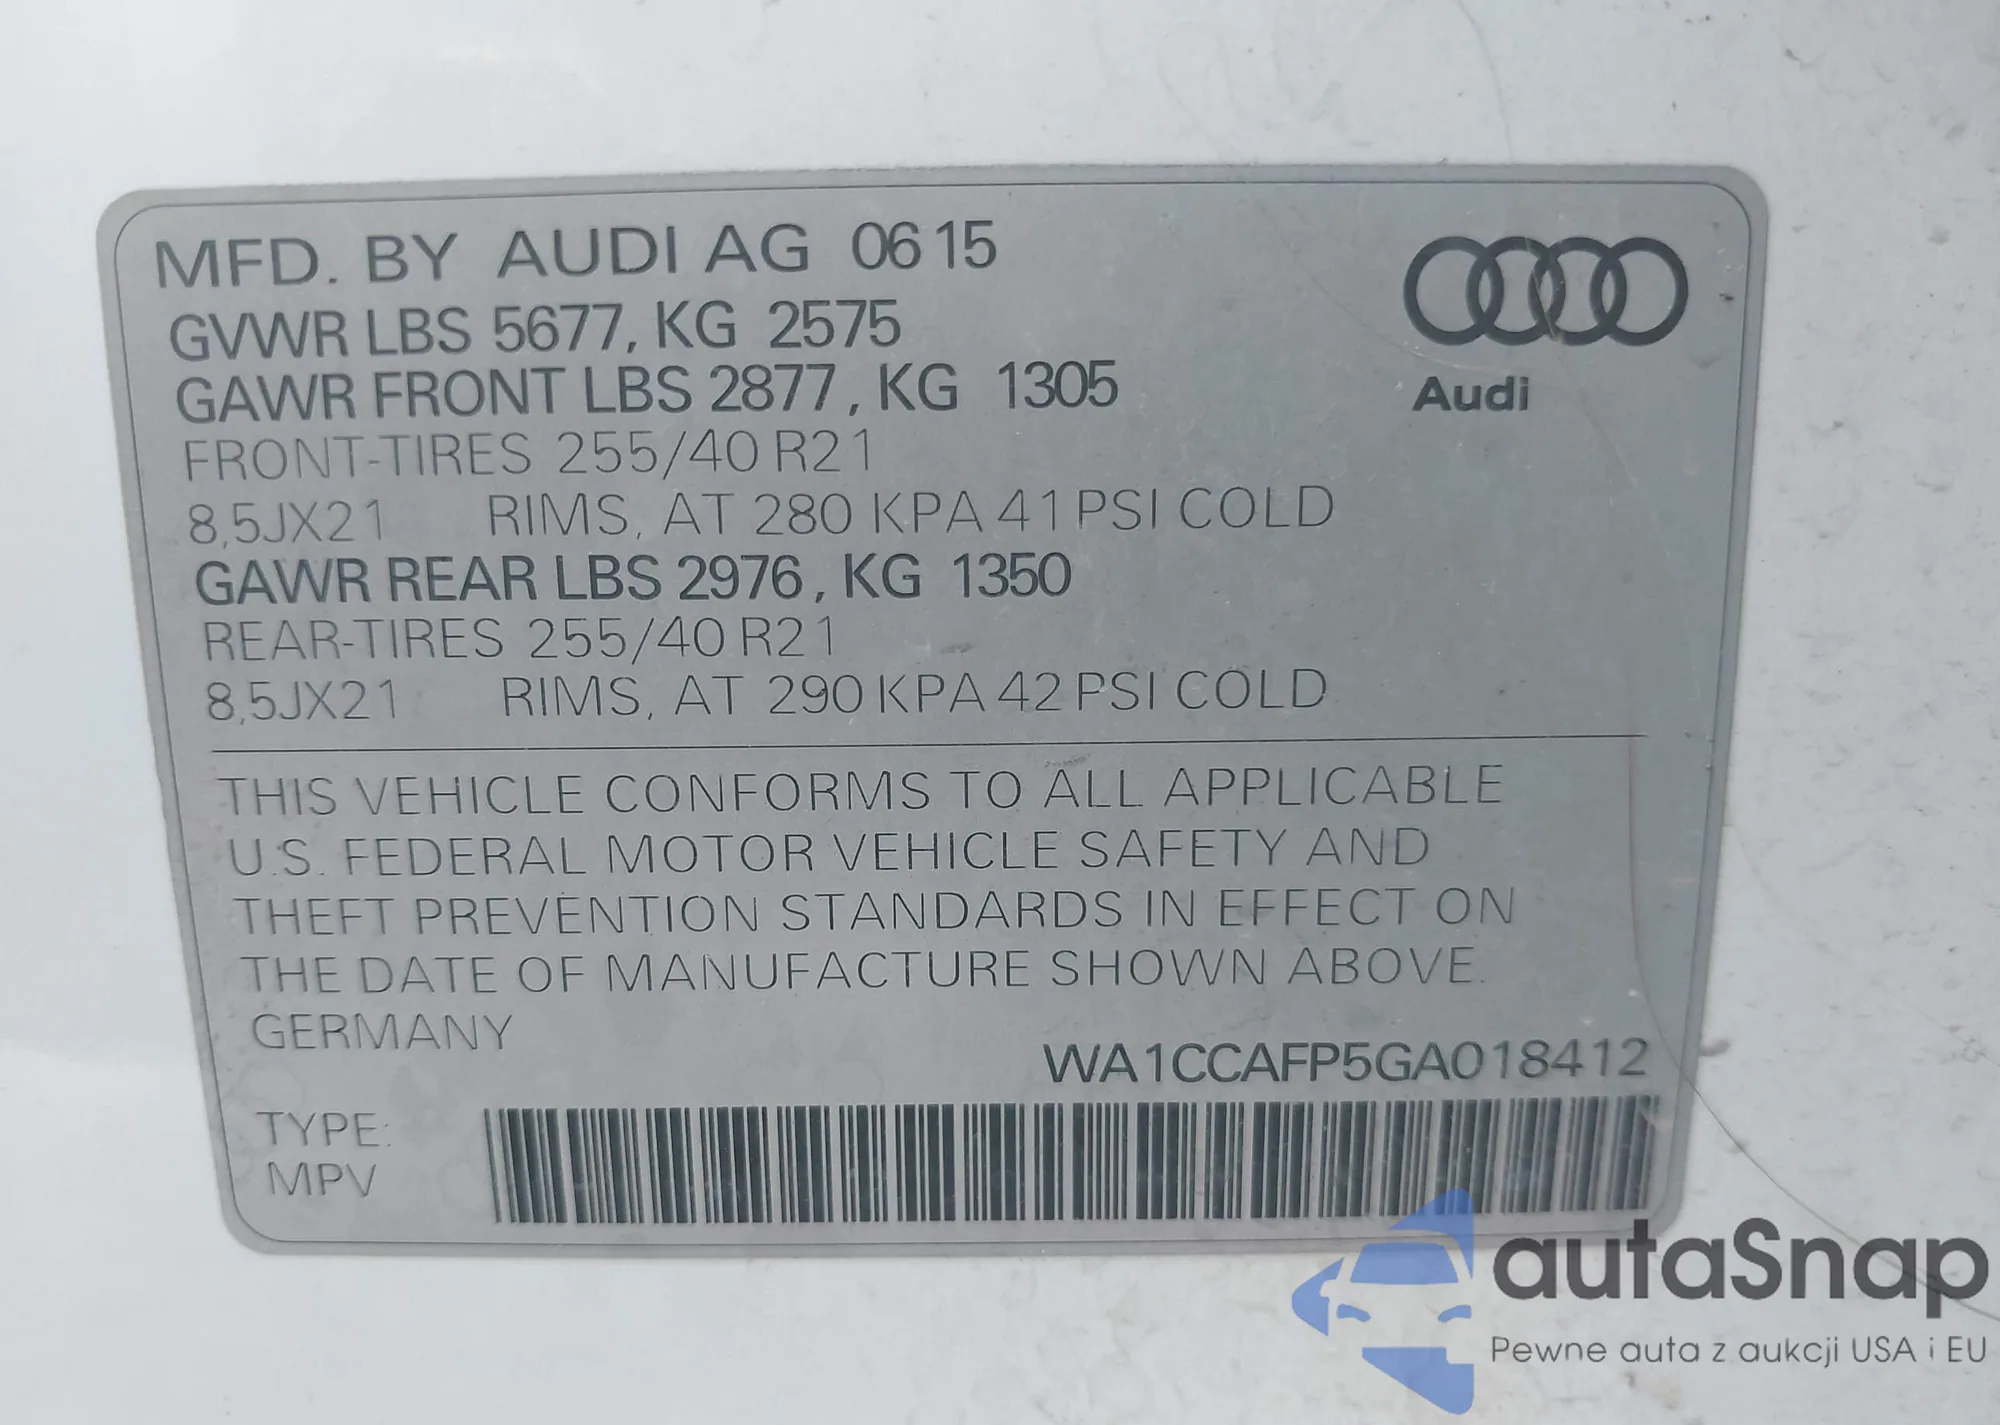 MFD. BY AUDI AG 06 15
GVWR LBS 5677, KG 2575
GAWR FRONT LBS 2877, KG 1305
FRONT-TIRES 255/40 R21
8,5JX21 RIMS, AT 280 KPA 41 PSI COLD
GAWR REAR LBS 2976, KG 1350
REAR-TIRES 255/40 R21
8,5JX21 RIMS, AT 290 KPA 42 PSI COLD
Audi
THIS VEHICLE CONFORMS TO ALL APPLICABLE
U.S. FEDERAL MOTOR VEHICLE SAFETY AND
THEFT PREVENTION STANDARDS IN EFFECT ON
THE DATE OF MANUFACTURE SHOWN ABOVE.
GERMANY
WA1CCAFP5GA018412
TYPE:
MPV
autaSnap
Pewne auta z aukcji USA i EU